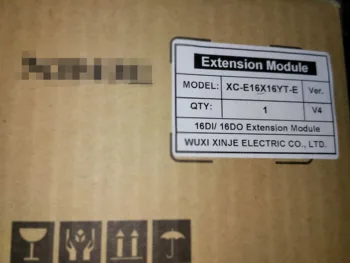 Extension Module
MODEL: XC-E16X16YT-E Ver.
QTY: 1 V4
16DI/ 16DO Extension Module
WUXI XINJE ELECTRIC CO., LTD.